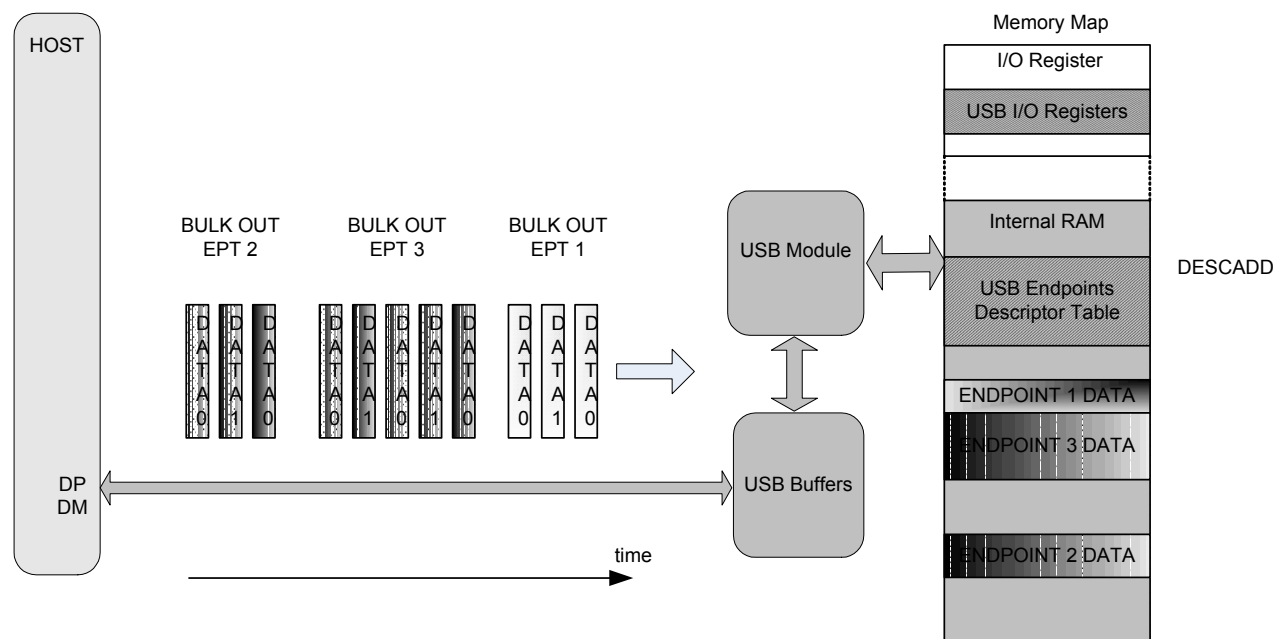 Memory Map
HOST
I/O Register
USB I/O Registers
BULK OUT
EPT 2
BULK OUT
EPT 3
BULK OUT
EPT 1
USB Module
Internal RAM
DESCADD
USB Endpoints
Descriptor Table
DATA0
DATA1
DATA0
DATA0
DATA1
DATA0
DATA1
DATA0
DATA0
DATA1
DATA0
ENDPOINT 1 DATA
ENDPOINT 3 DATA
DP
DM
USB Buffers
time
ENDPOINT 2 DATA